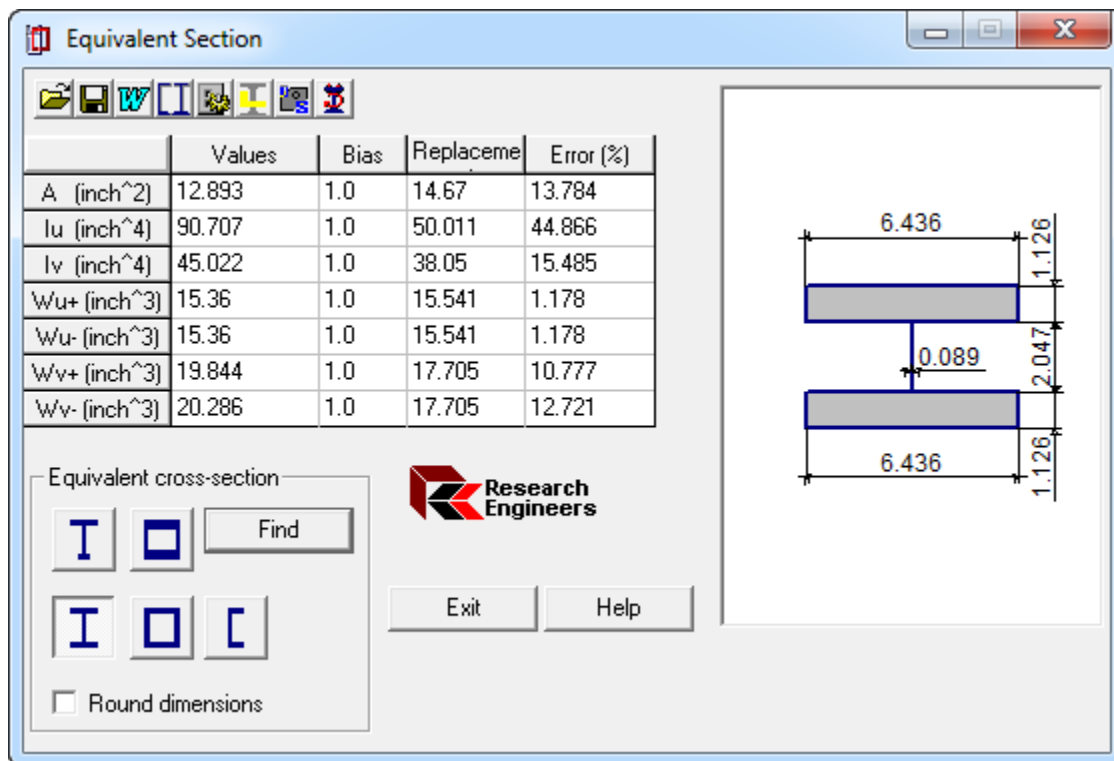 Equivalent Section
Values Bias Replaceme Error (%)
A (inch^2) 12.893 1.0 14.67 13.784
Iu (inch^4) 90.707 1.0 50.011 44.866
Iv (inch^4) 45.022 1.0 38.05 15.485
Wu+ (inch^3) 15.36 1.0 15.541 1.178
Wu- (inch^3) 15.36 1.0 15.541 1.178
Wv+ (inch^3) 19.844 1.0 17.705 10.777
Wv- (inch^3) 20.286 1.0 17.705 12.721
6.436
1.126
0.089
2.047
6.436
1.126
Equivalent cross-section
Find
Research
Engineers
Exit Help
Round dimensions